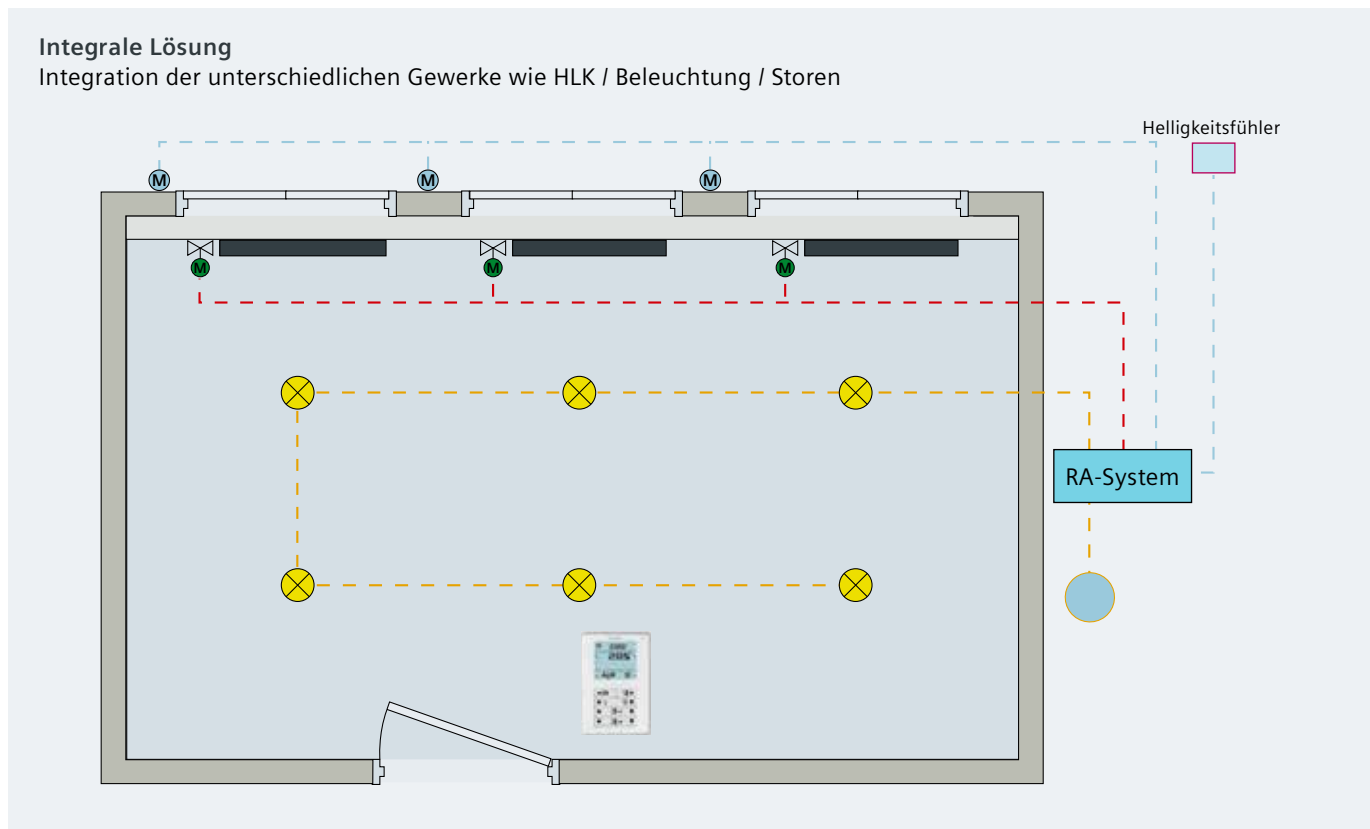 Integrale Lösung
Integration der unterschiedlichen Gewerke wie HLK / Beleuchtung / Storen
Helligkeitsfühler
M
M
M
M
M
M
RA-System